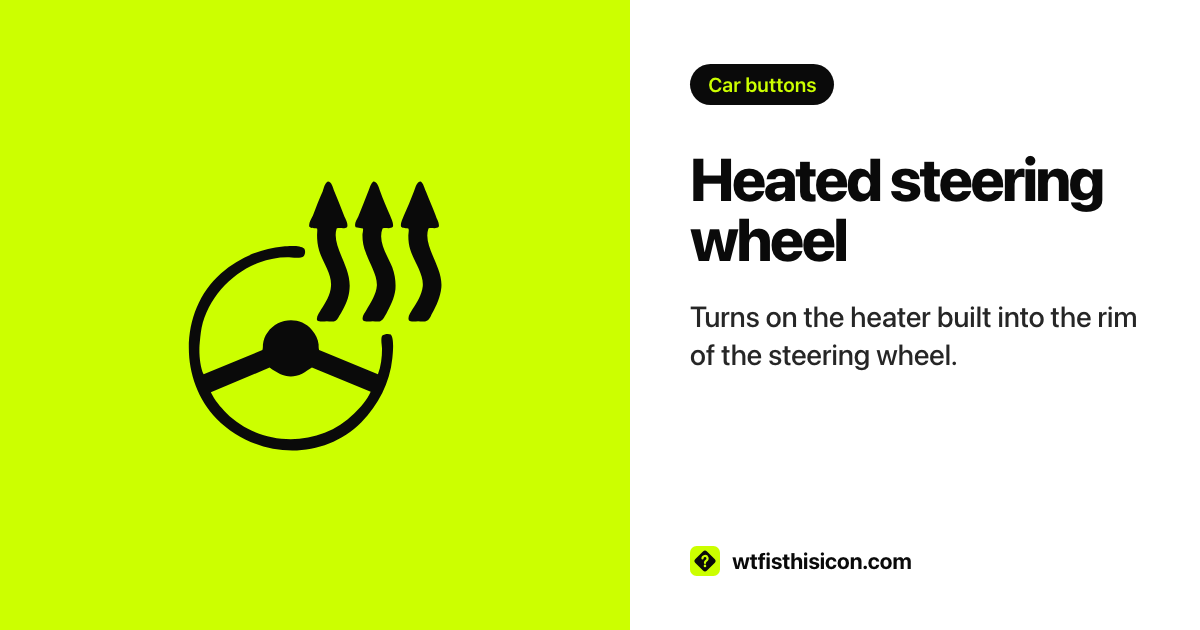 Car buttons
Heated steering
wheel
Turns on the heater built into the rim
of the steering wheel.
?
wtfisthisicon.com